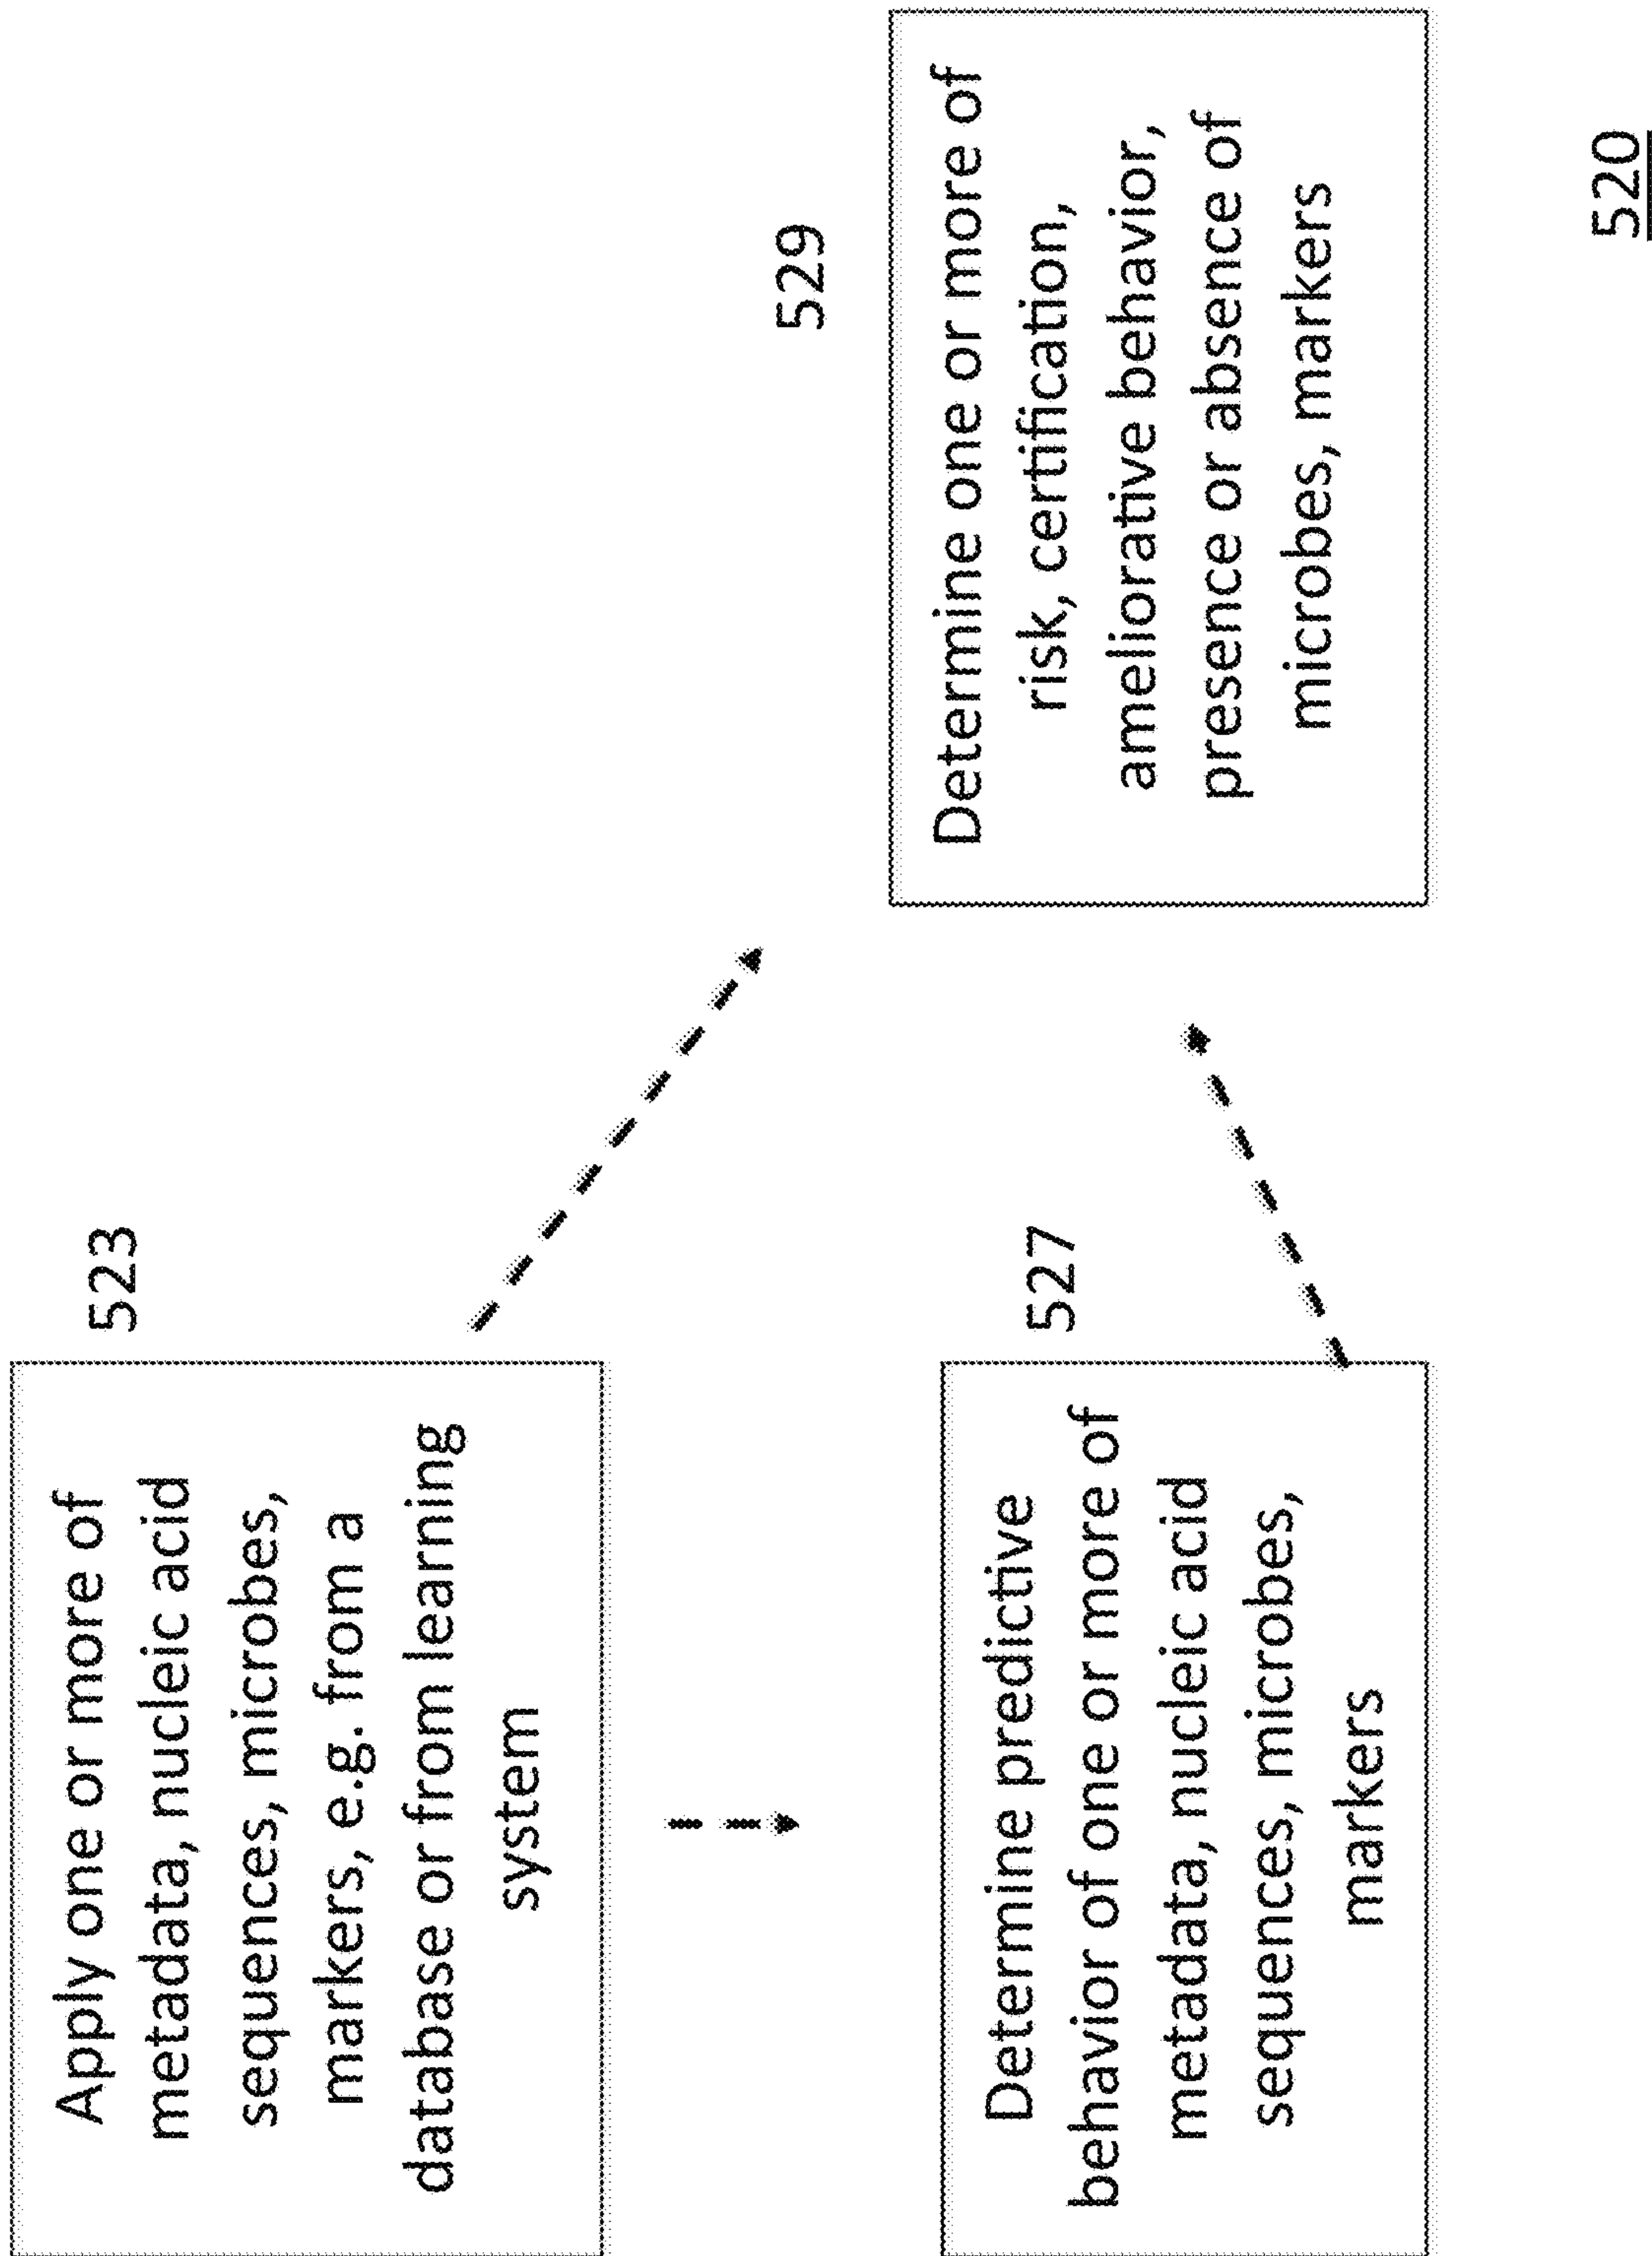 Apply one or more of
metadata, nucleic acid
sequences, microbes,
markers, e.g. from a
database or from learning
system
523
Determine predictive
behavior of one or more of
metadata, nucleic acid
sequences, microbes,
markers
527
Determine one or more of
risk, certification,
ameliorative behavior,
presence or absence of
microbes, markers
529
520